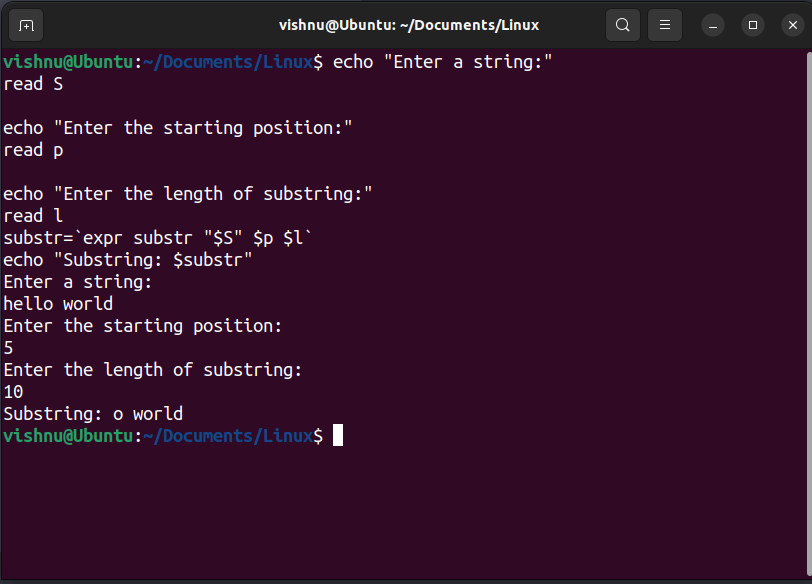 vishnu@Ubuntu: ~/Documents/Linux
vishnu@Ubuntu:~/Documents/Linux$ echo "Enter a string:"
read S
echo "Enter the starting position:"
read p
echo "Enter the length of substring:"
read l
substr=`expr substr "$S" $p $l`
echo "Substring: $substr"
Enter a string:
hello world
Enter the starting position:
5
Enter the length of substring:
10
Substring: o world
vishnu@Ubuntu:~/Documents/Linux$